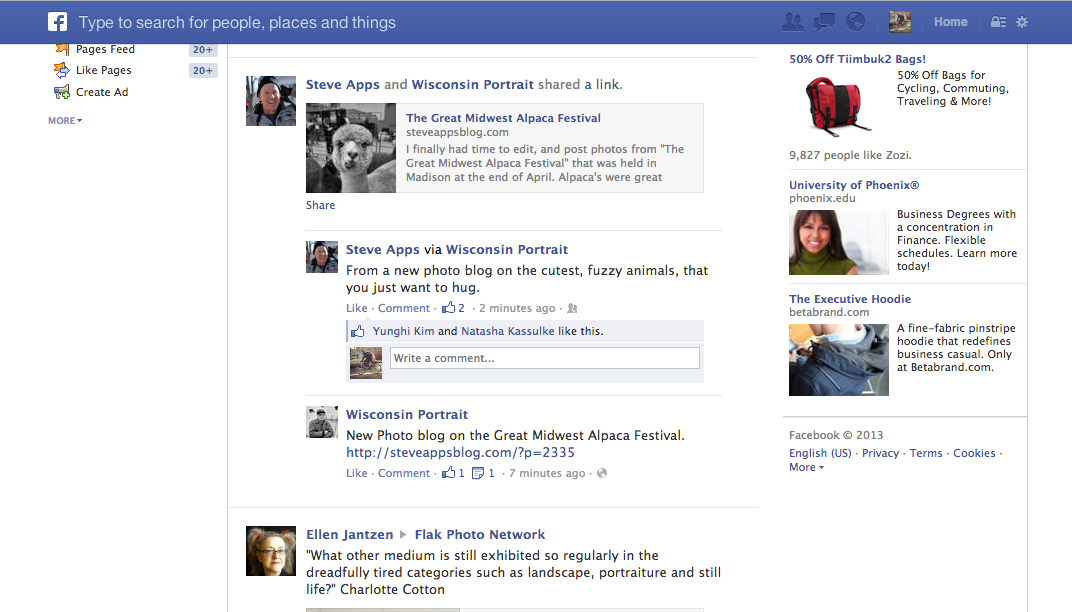 f Type to search for people, places and things
Home
Pages Feed 20+
Like Pages 20+
Create Ad
MORE
Steve Apps and Wisconsin Portrait shared a link.
The Great Midwest Alpaca Festival
steveappsblog.com
I finally had time to edit, and post photos from "The
Great Midwest Alpaca Festival" that was held in
Madison at the end of April. Alpaca's were great
Share
Steve Apps via Wisconsin Portrait
From a new photo blog on the cutest, fuzzy animals, that
you just want to hug.
Like · Comment · 2 · 2 minutes ago ·
Yunghi Kim and Natasha Kassulke like this.
Write a comment...
Wisconsin Portrait
New Photo blog on the Great Midwest Alpaca Festival.
http://steveappsblog.com/?p=2335
Like · Comment · 1 1 · 7 minutes ago ·
Ellen Jantzen ▶ Flak Photo Network
"What other medium is still exhibited so regularly in the
dreadfully tired categories such as landscape, portraiture and still
life?" Charlotte Cotton
50% Off Tiimbuk2 Bags!
50% Off Bags for
Cycling, Commuting,
Traveling & More!
9,827 people like Zozi.
University of Phoenix®
phoenix.edu
Business Degrees with
a concentration in
Finance. Flexible
schedules. Learn more
today!
The Executive Hoodie
betabrand.com
A fine-fabric pinstripe
hoodie that redefines
business casual. Only
at Betabrand.com.
Facebook © 2013
English (US) · Privacy · Terms · Cookies ·
More